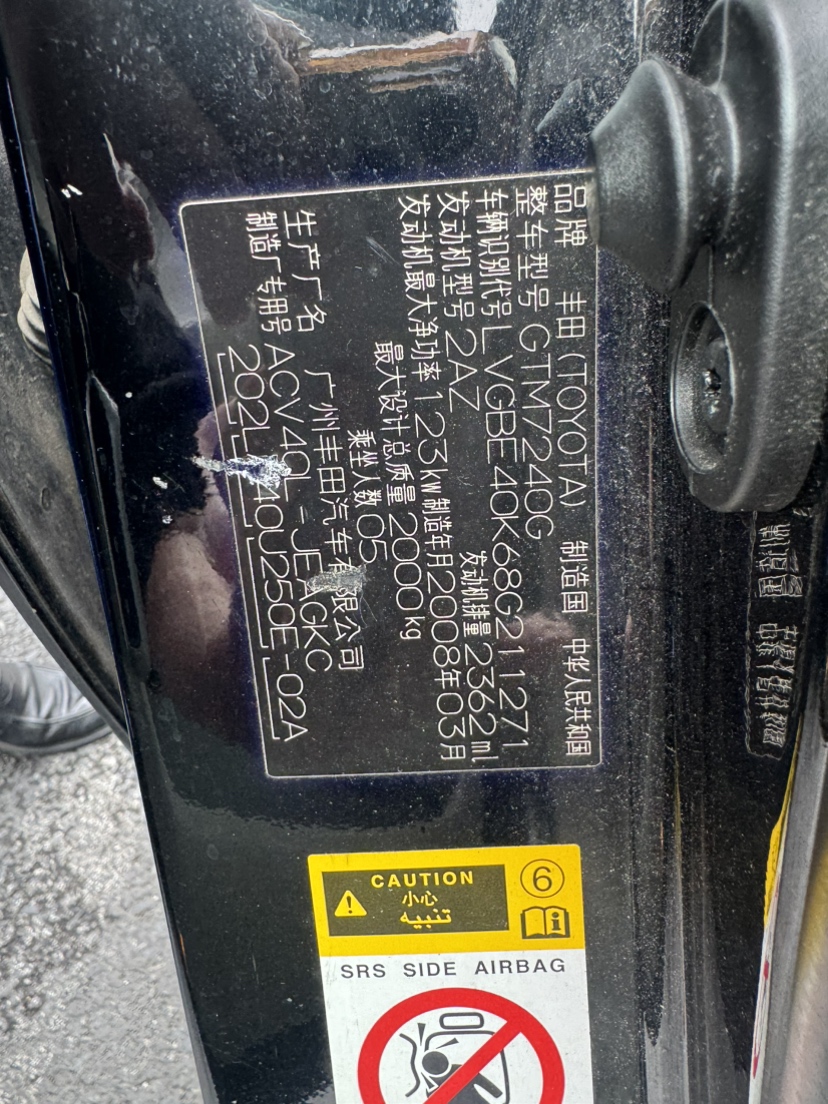 品牌 丰田(TOYOTA) 制造国 中华人民共和国
整车型号 GTM7240G
车辆识别代号 LVGBE40K68G211271
发动机型号 2AZ 发动机排量 2362ml
发动机最大净功率 123kW 制造年月 2008年03月
最大设计总质量 2000kg
乘坐人数 05
生产厂名 广州丰田汽车有限公司
制造厂专用号 ACV40L-JEAGKC
202L 40U250E-02A
CAUTION
小心
تنبيه
6
SRS SIDE AIRBAG